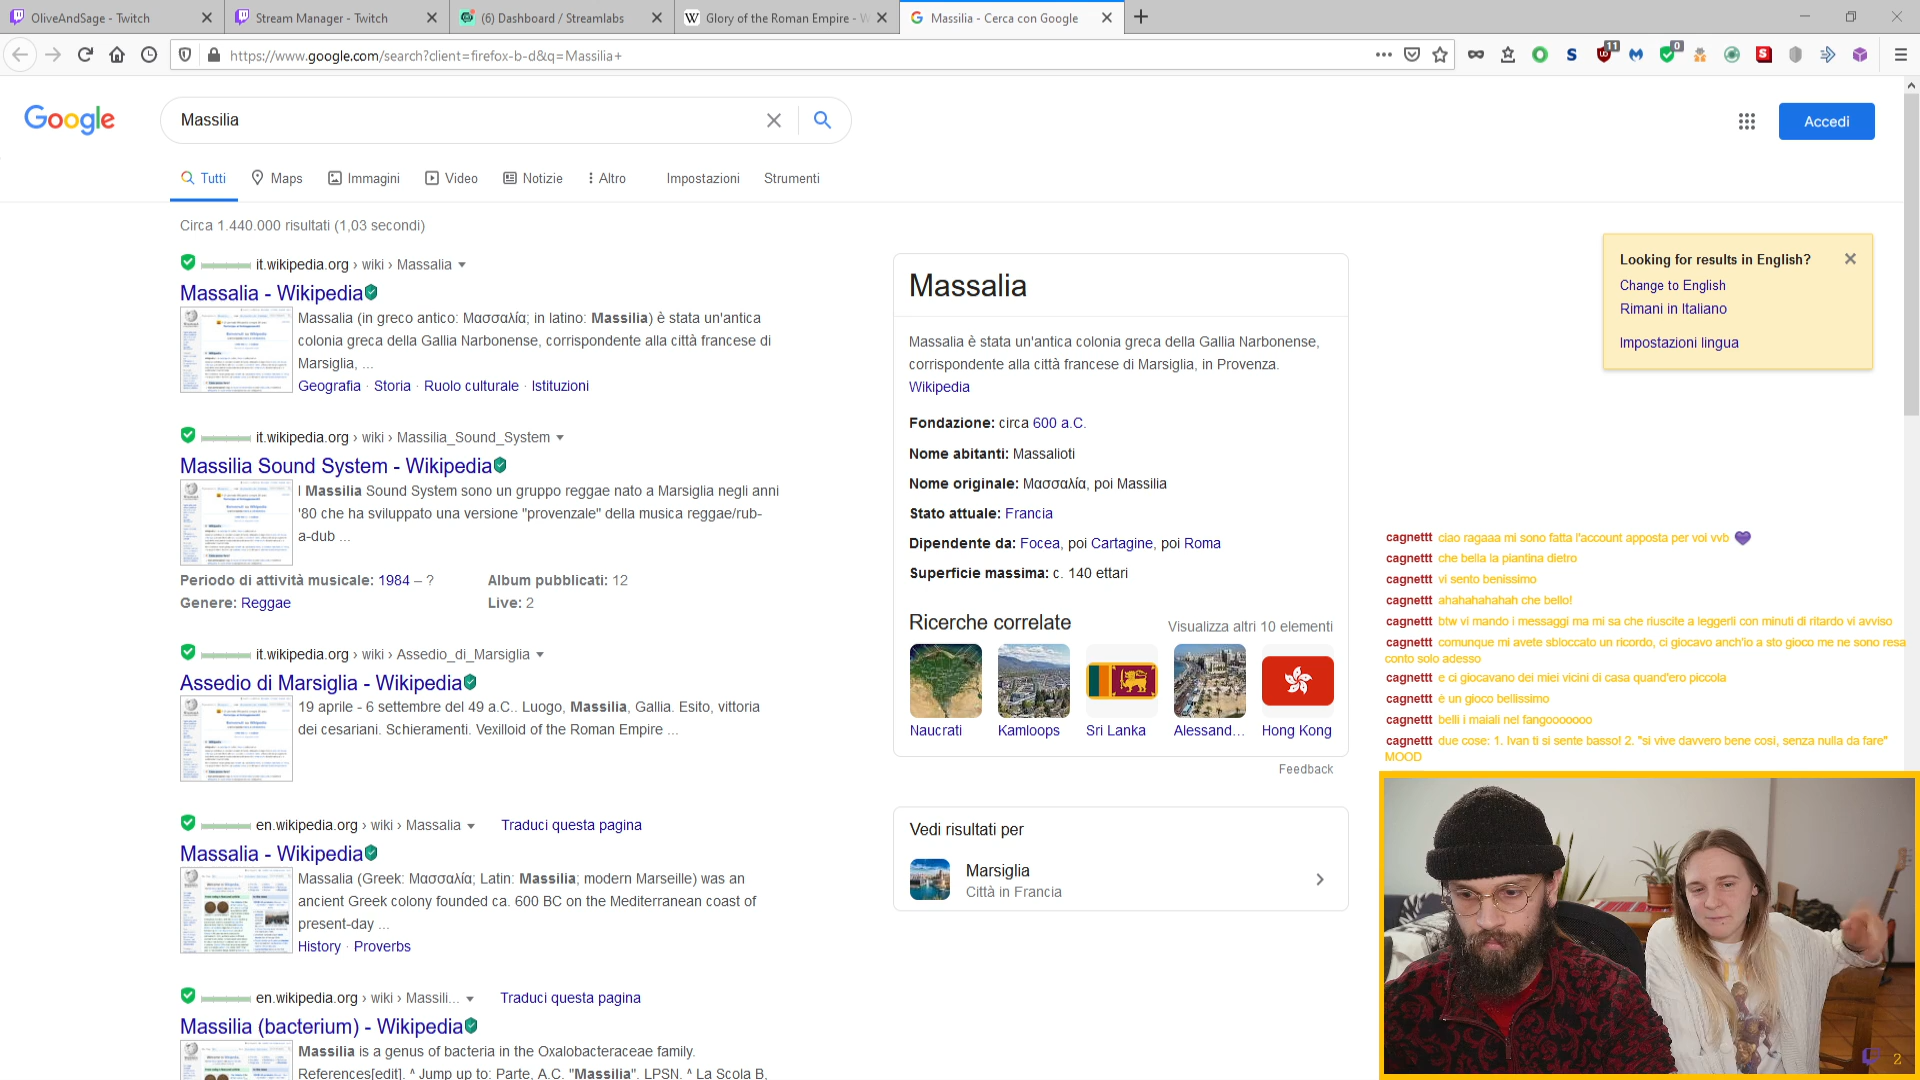 OliveAndSage - Twitch
Stream Manager - Twitch
(6) Dashboard / Streamlabs
Glory of the Roman Empire - W
Massilia - Cerca con Google
https://www.google.com/search?client=firefox-b-d&q=Massilia+
11
0
Google
Massilia
Accedi
Tutti
Maps
Immagini
Video
Notizie
Altro
Impostazioni
Strumenti
Circa 1.440.000 risultati (1,03 secondi)
it.wikipedia.org › wiki › Massalia
Massalia - Wikipedia
Massalia (in greco antico: Μασσαλία; in latino: Massilia) è stata un'antica
colonia greca della Gallia Narbonense, corrispondente alla città francese di
Marsiglia, ...
Geografia · Storia · Ruolo culturale · Istituzioni
it.wikipedia.org › wiki › Massilia_Sound_System
Massilia Sound System - Wikipedia
I Massilia Sound System sono un gruppo reggae nato a Marsiglia negli anni
'80 che ha sviluppato una versione "provenzale" della musica reggae/rub-
a-dub ...
Periodo di attività musicale: 1984 – ?
Album pubblicati: 12
Genere: Reggae
Live: 2
it.wikipedia.org › wiki › Assedio_di_Marsiglia
Assedio di Marsiglia - Wikipedia
19 aprile - 6 settembre del 49 a.C.. Luogo, Massilia, Gallia. Esito, vittoria
dei cesariani. Schieramenti. Vexilloid of the Roman Empire ...
en.wikipedia.org › wiki › Massalia
Traduci questa pagina
Massalia - Wikipedia
Massalia (Greek: Μασσαλία; Latin: Massilia; modern Marseille) was an
ancient Greek colony founded ca. 600 BC on the Mediterranean coast of
present-day ...
History · Proverbs
en.wikipedia.org › wiki › Massili...
Traduci questa pagina
Massilia (bacterium) - Wikipedia
Massilia is a genus of bacteria in the Oxalobacteraceae family.
References[edit]. ^ Jump up to: Parte, A.C. "Massilia". LPSN. ^ La Scola B,
Massalia
Massalia è stata un'antica colonia greca della Gallia Narbonense,
corrispondente alla città francese di Marsiglia, in Provenza.
Wikipedia
Fondazione: circa 600 a.C.
Nome abitanti: Massalioti
Nome originale: Μασσαλία, poi Massilia
Stato attuale: Francia
Dipendente da: Focea, poi Cartagine, poi Roma
Superficie massima: c. 140 ettari
Ricerche correlate
Visualizza altri 10 elementi
Naucrati
Kamloops
Sri Lanka
Alessand...
Hong Kong
Feedback
Vedi risultati per
Marsiglia
Città in Francia
Looking for results in English?
Change to English
Rimani in Italiano
Impostazioni lingua
cagnettt ciao ragaaa mi sono fatta l'account apposta per voi vvb
cagnettt che bella la piantina dietro
cagnettt vi sento benissimo
cagnettt ahahahahahah che bello!
cagnettt btw vi mando i messaggi ma mi sa che riuscite a leggerli con minuti di ritardo vi avviso
cagnettt comunque mi avete sbloccato un ricordo, ci giocavo anch'io a sto gioco me ne sono resa
conto solo adesso
cagnettt e ci giocavano dei miei vicini di casa quand'ero piccola
cagnettt è un gioco bellissimo
cagnettt belli i maiali nel fangooooooo
cagnettt due cose: 1. Ivan ti si sente basso! 2. "si vive davvero bene così, senza nulla da fare"
MOOD
2